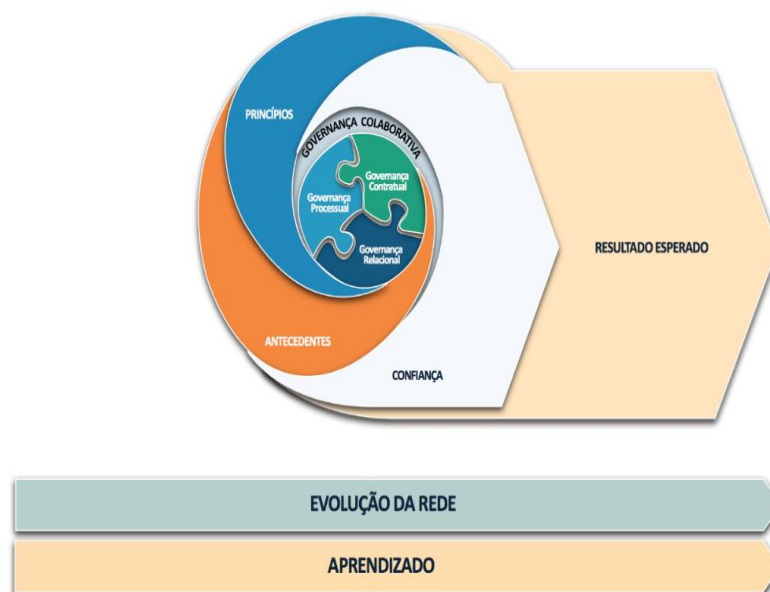 PRINCÍPIOS
GOVERNANÇA COLABORATIVA
Governança
Contratual
Governança
Processual
Governança
Relacional
RESULTADO ESPERADO
ANTECEDENTES
CONFIANÇA
EVOLUÇÃO DA REDE
APRENDIZADO